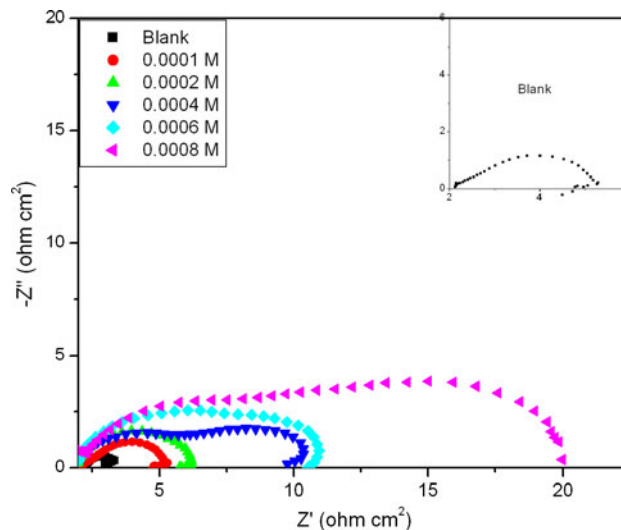 20
15
10
5
0
-Z" (ohm cm²)
Blank
0.0001 M
0.0002 M
0.0004 M
0.0006 M
0.0008 M
6
4
2
0
Blank
2 4
5 10 15 20
Z' (ohm cm²)